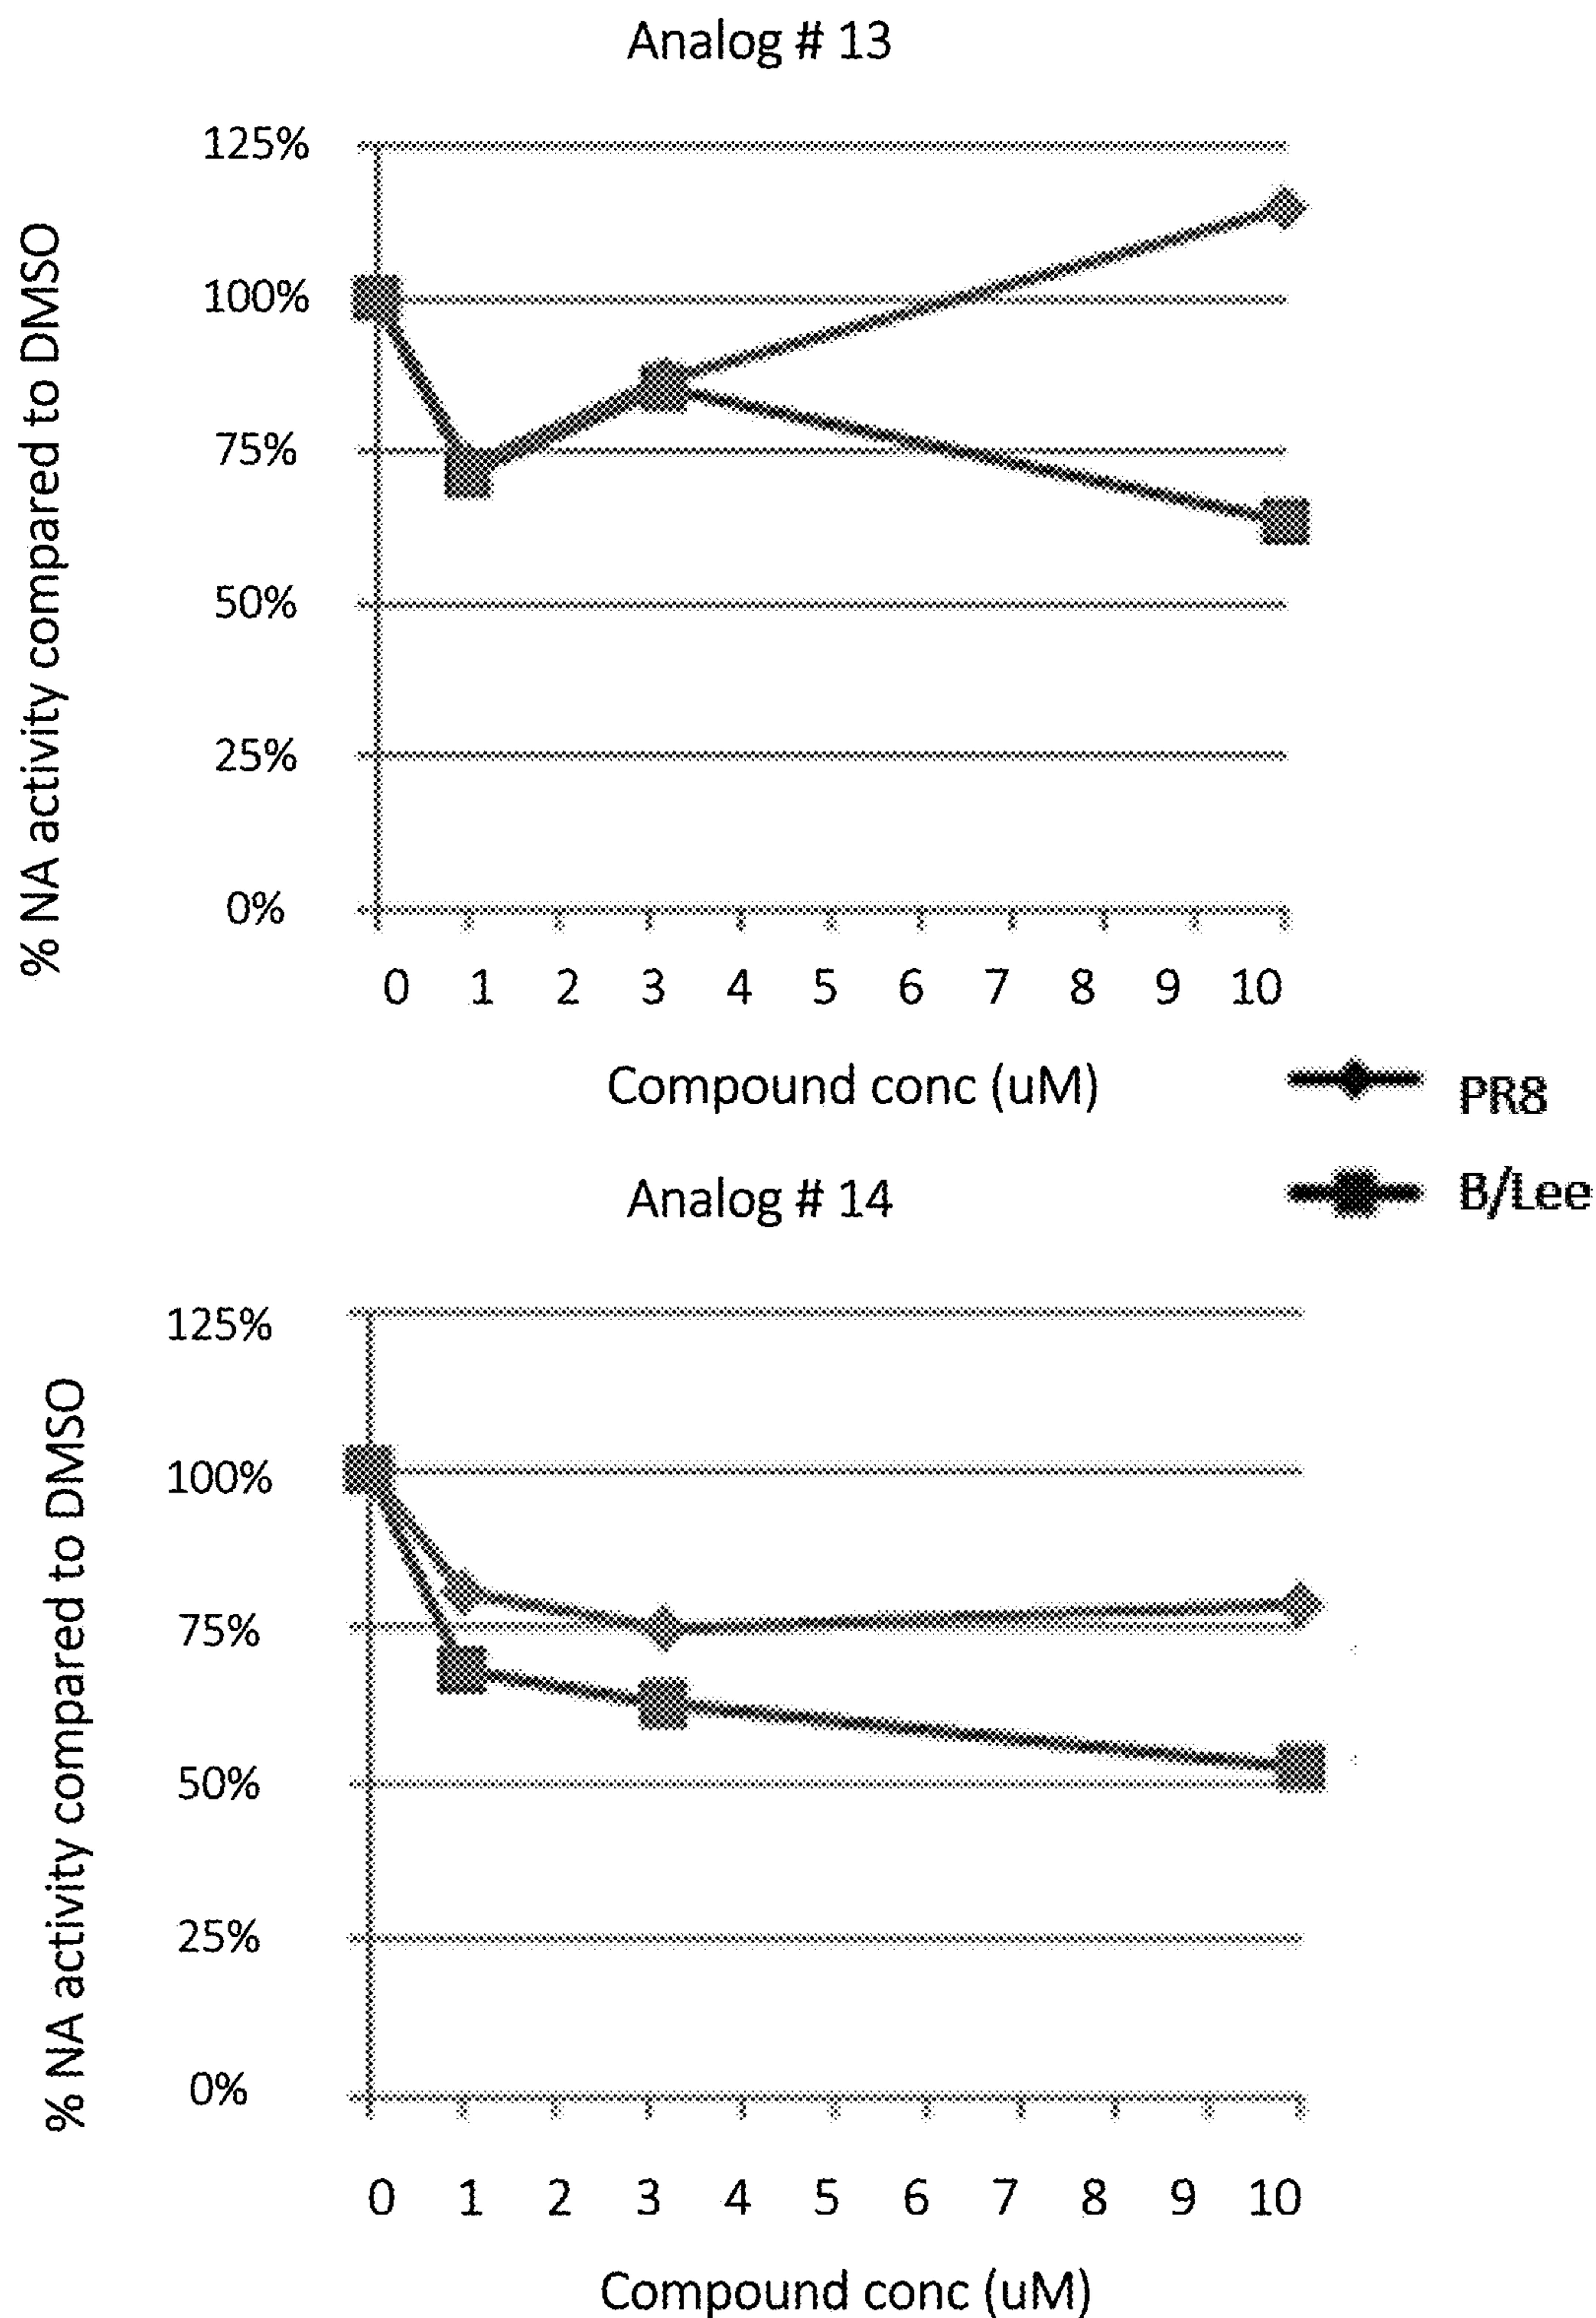 Analog # 13
125%
100%
75%
50%
25%
0%
% NA activity compared to DMSO
0 1 2 3 4 5 6 7 8 9 10
Compound conc (uM)
PR8
B/Lee
Analog # 14
125%
100%
75%
50%
25%
0%
% NA activity compared to DMSO
0 1 2 3 4 5 6 7 8 9 10
Compound conc (uM)